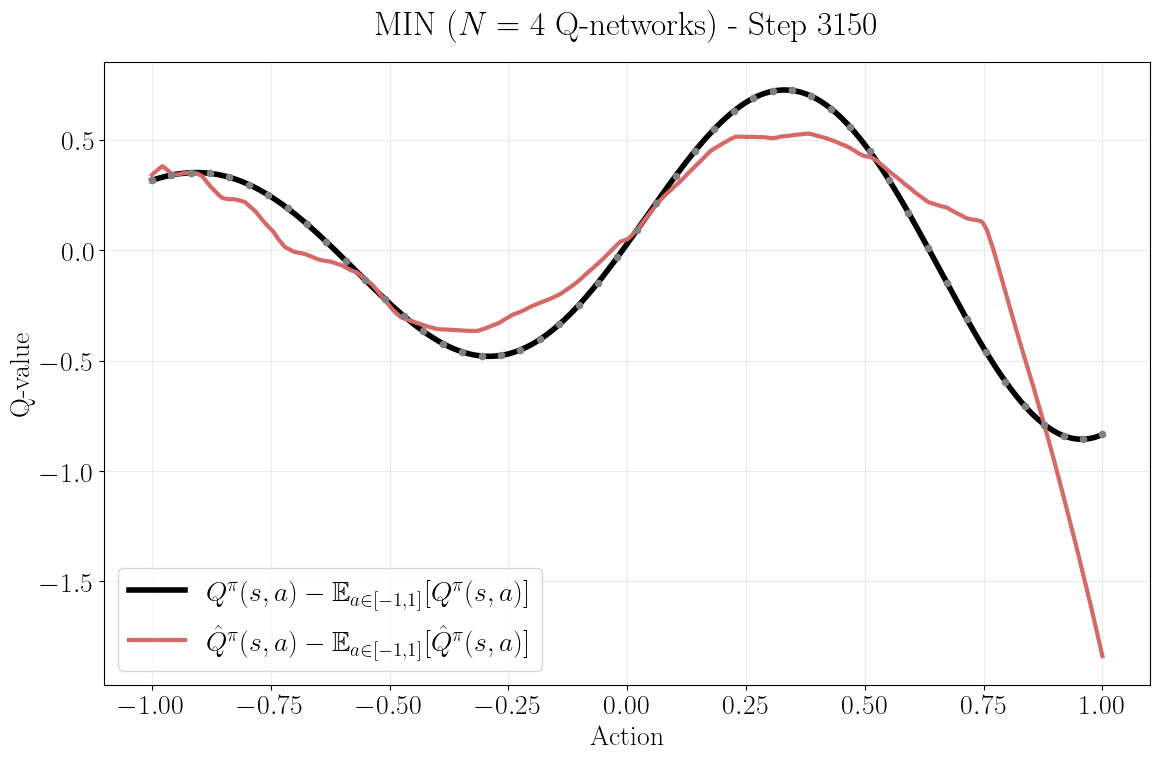 MIN (N = 4 Q-networks) - Step 3150
Q-value
0.5
0.0
−0.5
−1.0
−1.5
Q^π(s, a) − 𝔼_{a∈[−1,1]}[Q^π(s, a)]
Q̂^π(s, a) − 𝔼_{a∈[−1,1]}[Q̂^π(s, a)]
−1.00 −0.75 −0.50 −0.25 0.00 0.25 0.50 0.75 1.00
Action